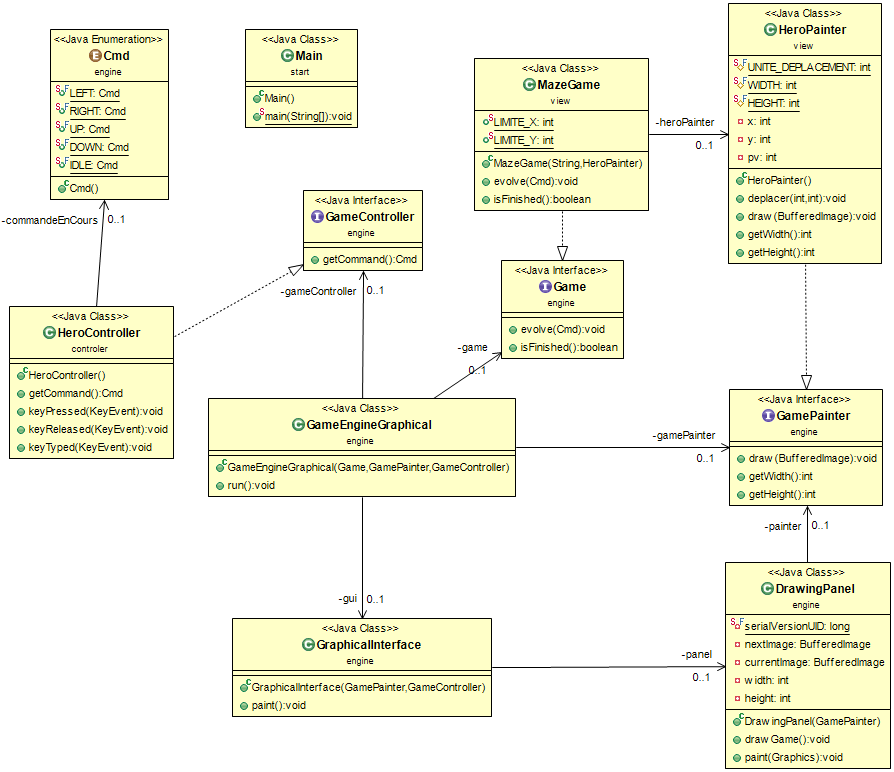 <<Java Enumeration>>
E Cmd
engine
S F LEFT: Cmd
S F RIGHT: Cmd
S F UP: Cmd
S F DOWN: Cmd
S F IDLE: Cmd
C Cmd()
<<Java Class>>
C Main
start
C Main()
S main(String[]):void
<<Java Class>>
C MazeGame
view
S LIMITE_X: int
S LIMITE_Y: int
C MazeGame(String,HeroPainter)
evolve(Cmd):void
isFinished():boolean
-heroPainter
0..1
<<Java Class>>
C HeroPainter
view
S F UNITE_DEPLACEMENT: int
S F WIDTH: int
S F HEIGHT: int
x: int
y: int
pv: int
C HeroPainter()
deplacer(int,int):void
draw(BufferedImage):void
getWidth():int
getHeight():int
-commandeEnCours
0..1
<<Java Interface>>
I GameController
engine
getCommand():Cmd
-gameController
0..1
<<Java Interface>>
I Game
engine
evolve(Cmd):void
isFinished():boolean
-game
0..1
<<Java Class>>
C HeroController
controler
C HeroController()
getCommand():Cmd
keyPressed(KeyEvent):void
keyReleased(KeyEvent):void
keyTyped(KeyEvent):void
<<Java Class>>
C GameEngineGraphical
engine
C GameEngineGraphical(Game,GamePainter,GameController)
run():void
-gamePainter
0..1
<<Java Interface>>
I GamePainter
engine
draw(BufferedImage):void
getWidth():int
getHeight():int
-painter
0..1
-gui
0..1
<<Java Class>>
C GraphicalInterface
engine
C GraphicalInterface(GamePainter,GameController)
paint():void
-panel
0..1
<<Java Class>>
C DrawingPanel
engine
S F serialVersionUID: long
nextImage: BufferedImage
currentImage: BufferedImage
width: int
height: int
C DrawingPanel(GamePainter)
drawGame():void
paint(Graphics):void